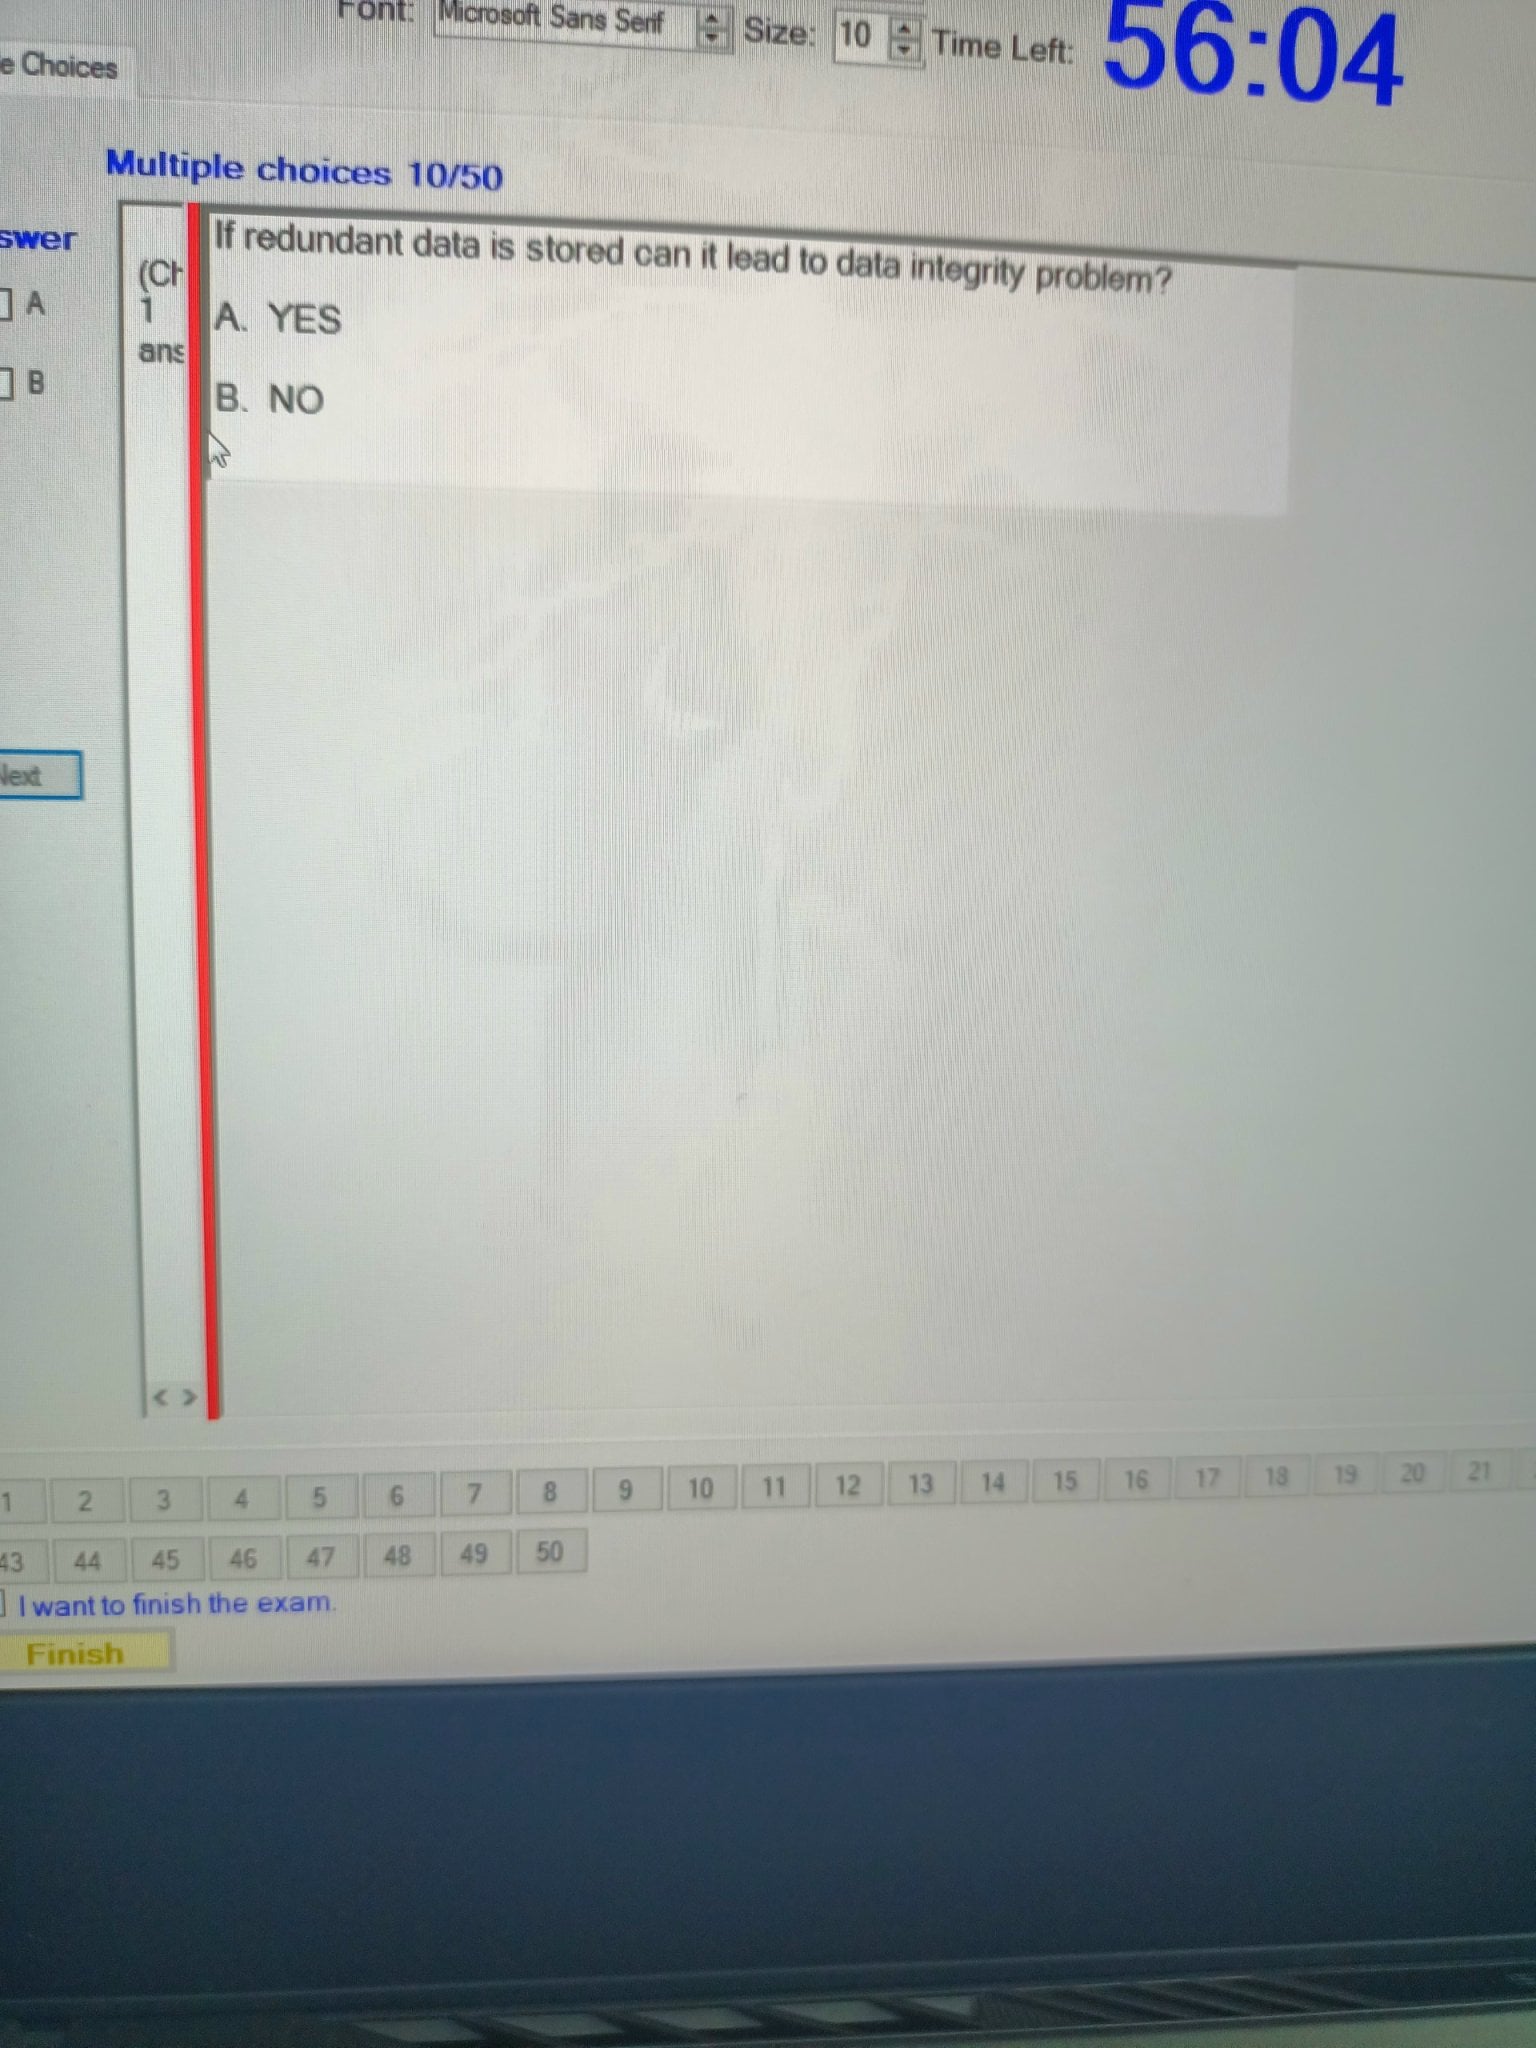 Font: Microsoft Sans Serif Size: 10 Time Left: 56:04
e Choices
Multiple choices 10/50
swer
A
B
(Ch
1
ans
If redundant data is stored can it lead to data integrity problem?
A. YES
B. NO
Next
< >
1 2 3 4 5 6 7 8 9 10 11 12 13 14 15 16 17 18 19 20 21
43 44 45 46 47 48 49 50
I want to finish the exam.
Finish